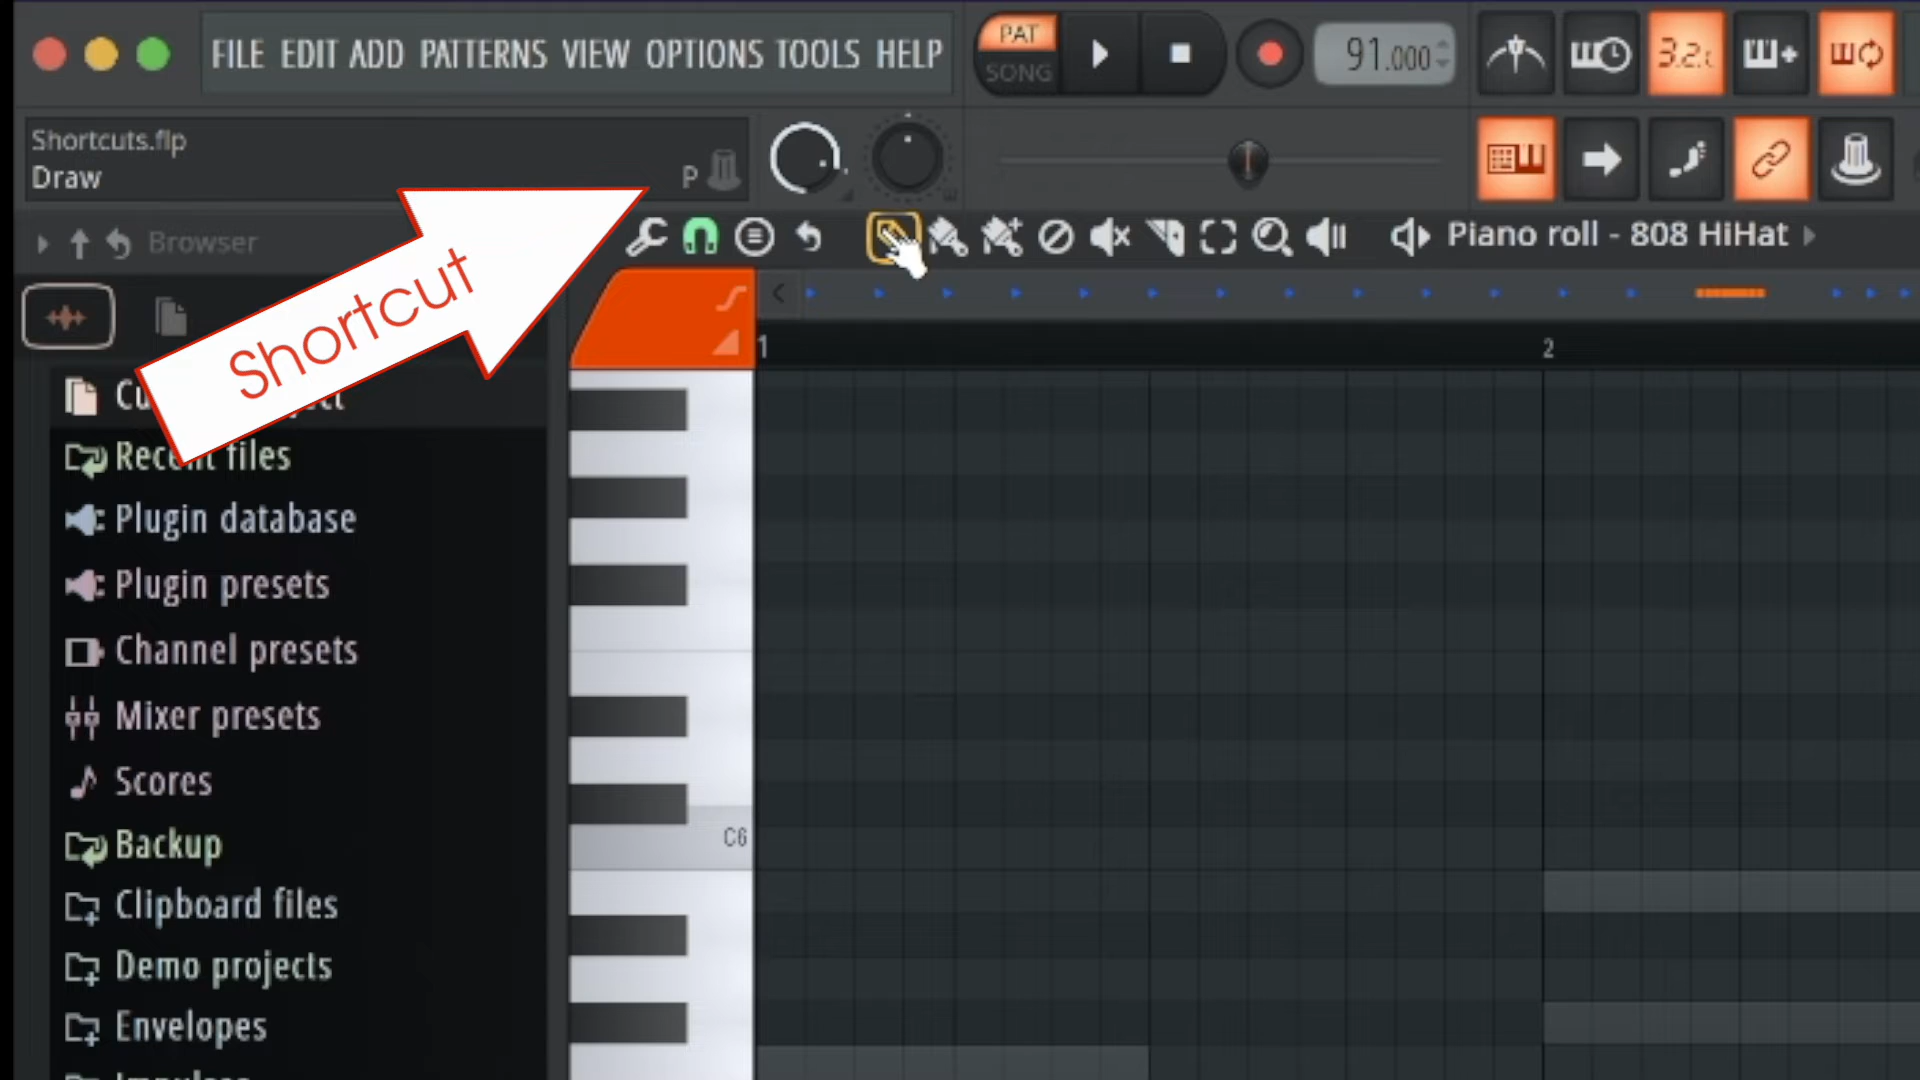 FILE EDIT ADD PATTERNS VIEW OPTIONS TOOLS HELP
PAT
SONG
91.000
3.2.
Shortcuts.flp
Draw
P
Browser
Piano roll - 808 HiHat
Shortcut
1
2
Recent files
Plugin database
Plugin presets
Channel presets
Mixer presets
Scores
C6
Backup
Clipboard files
Demo projects
Envelopes